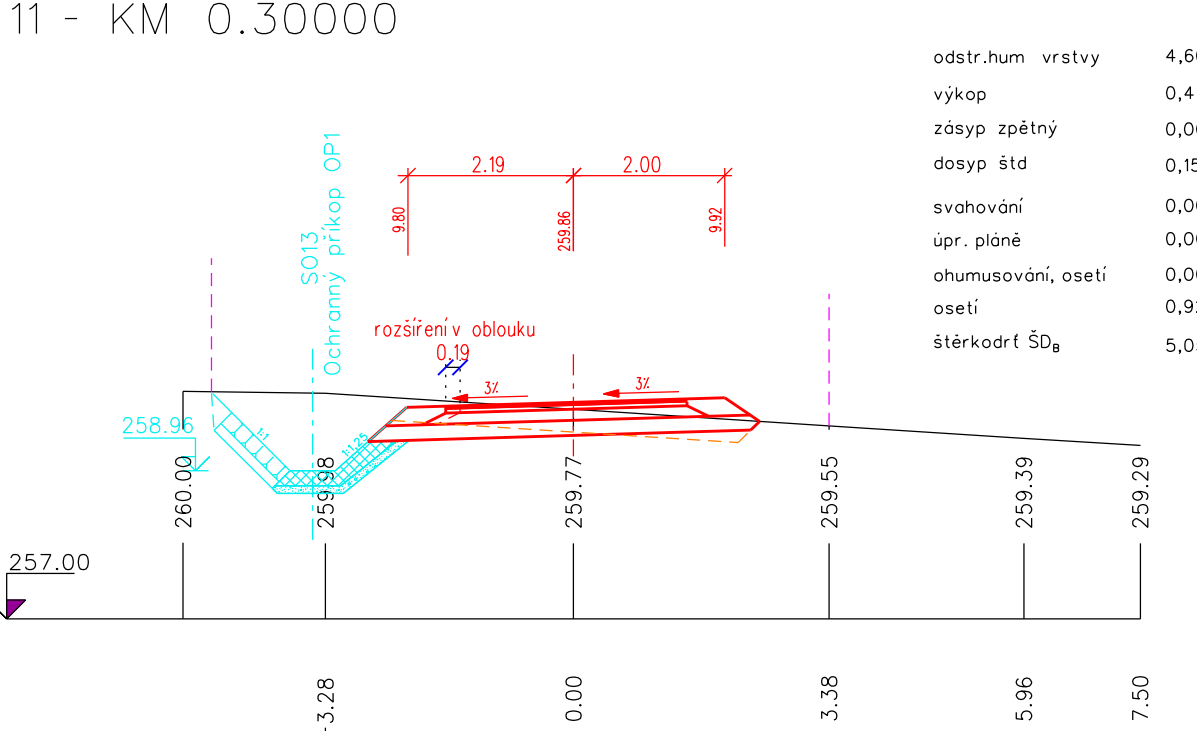 11 - KM 0.30000
odstr.hum vrstvy
výkop
zásyp zpětný
dosyp štd 0,15
svahování
úpr. pláně
ohumusování, osetí
osetí
štěrkodrť ŠDB
SO13
Ochranný příkop OP1
2.19
2.00
9.80
259.86
9.92
rozšíření v oblouku
0.19
3%
3%
258.96
1:1
1:1,25
260.00
259.98
259.77
259.55
259.39
259.29
257.00
-3.28
0.00
3.38
5.96
7.50